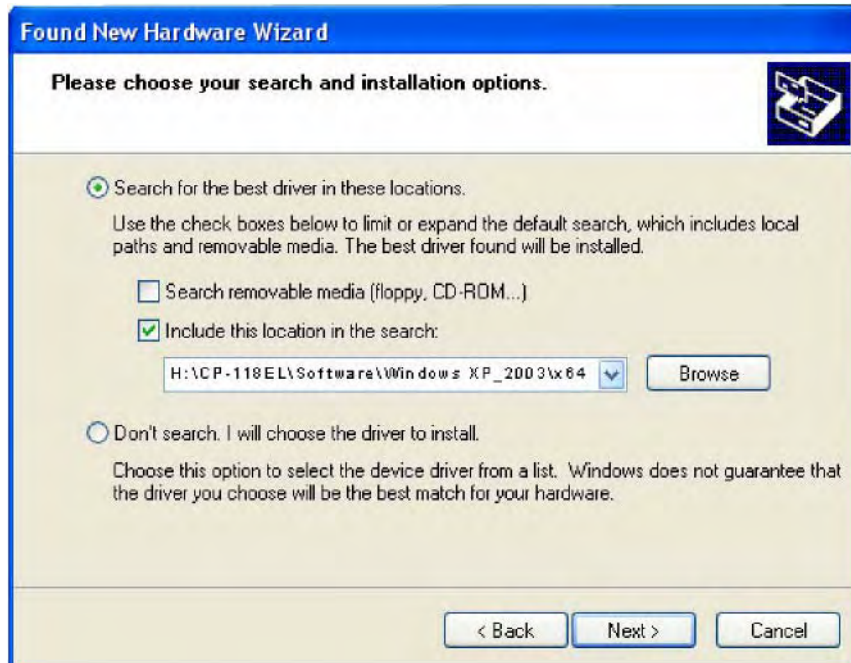 Found New Hardware Wizard
Please choose your search and installation options.
Search for the best driver in these locations.
Use the check boxes below to limit or expand the default search, which includes local
paths and removable media. The best driver found will be installed.
Search removable media (floppy, CD-ROM...)
Include this location in the search:
H:\CP-118EL\Software\Windows XP_2003\x64
Browse
Don't search. I will choose the driver to install.
Choose this option to select the device driver from a list. Windows does not guarantee that
the driver you choose will be the best match for your hardware.
< Back
Next >
Cancel